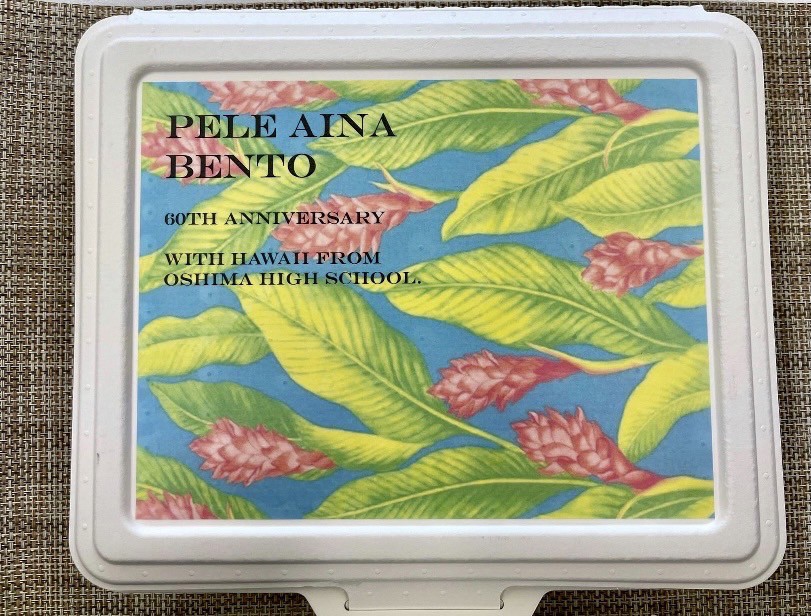 PELE AINA
BENTO
60TH ANNIVERSARY
WITH HAWAII FROM
OSHIMA HIGH SCHOOL.